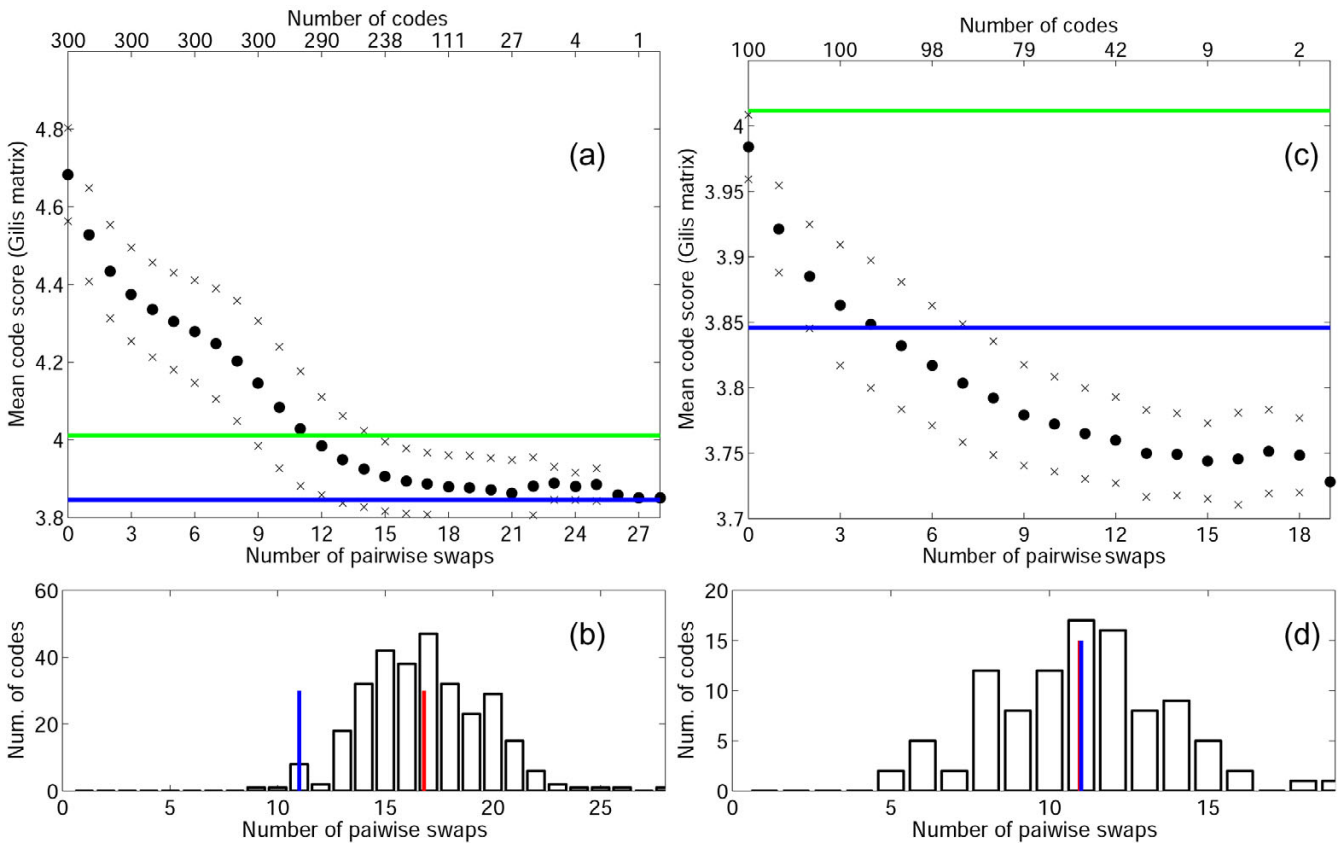 Number of codes
300 300 300 300 290 238 111 27 4 1
4.8
4.6
4.4
4.2
4
3.8
Mean code score (Gilis matrix)
(a)
0 3 6 9 12 15 18 21 24 27
Number of pairwise swaps
Number of codes
100 100 98 79 42 9 2
4
3.95
3.9
3.85
3.8
3.75
3.7
Mean code score (Gilis matrix)
(c)
0 3 6 9 12 15 18
Number of pairwise swaps
60
40
20
0
Num. of codes
(b)
0 5 10 15 20 25
Number of paiwise swaps
20
15
10
5
0
Num. of codes
(d)
0 5 10 15
Number of paiwise swaps